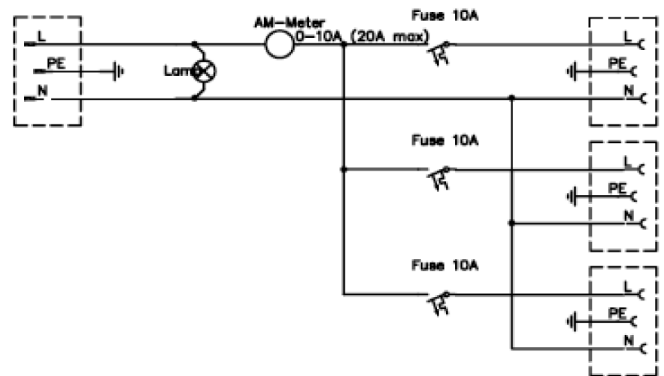 AM-Meter
0-10A (20A max)
Fuse 10A
L
PE
N
Lamp
L
PE
N
Fuse 10A
L
PE
N
Fuse 10A
L
PE
N